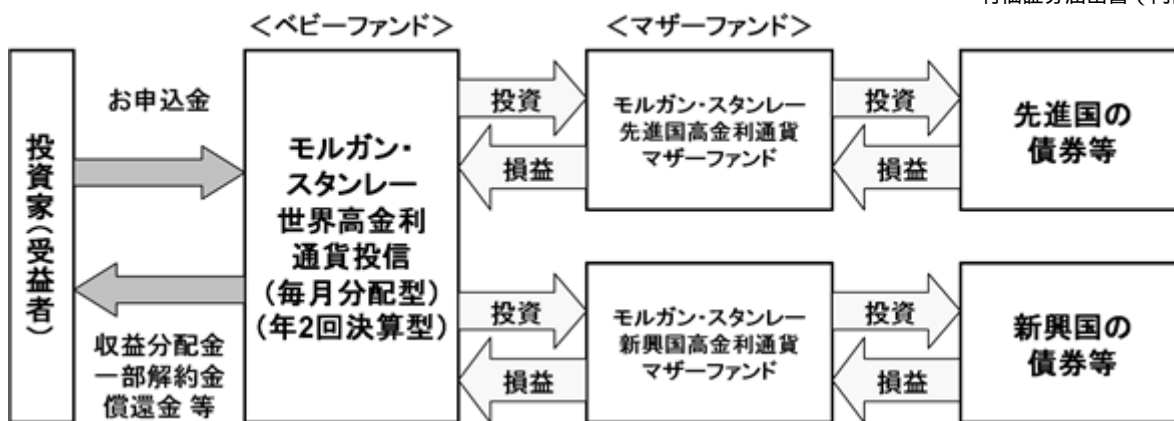 ＜ベビーファンド＞
＜マザーファンド＞
投資家（受益者）
お申込金
収益分配金
一部解約金
償還金 等
モルガン・
スタンレー
世界高金利
通貨投信
（毎月分配型）
（年2回決算型）
投資
損益
モルガン・スタンレー
先進国高金利通貨
マザーファンド
投資
損益
先進国の
債券等
投資
損益
モルガン・スタンレー
新興国高金利通貨
マザーファンド
投資
損益
新興国の
債券等